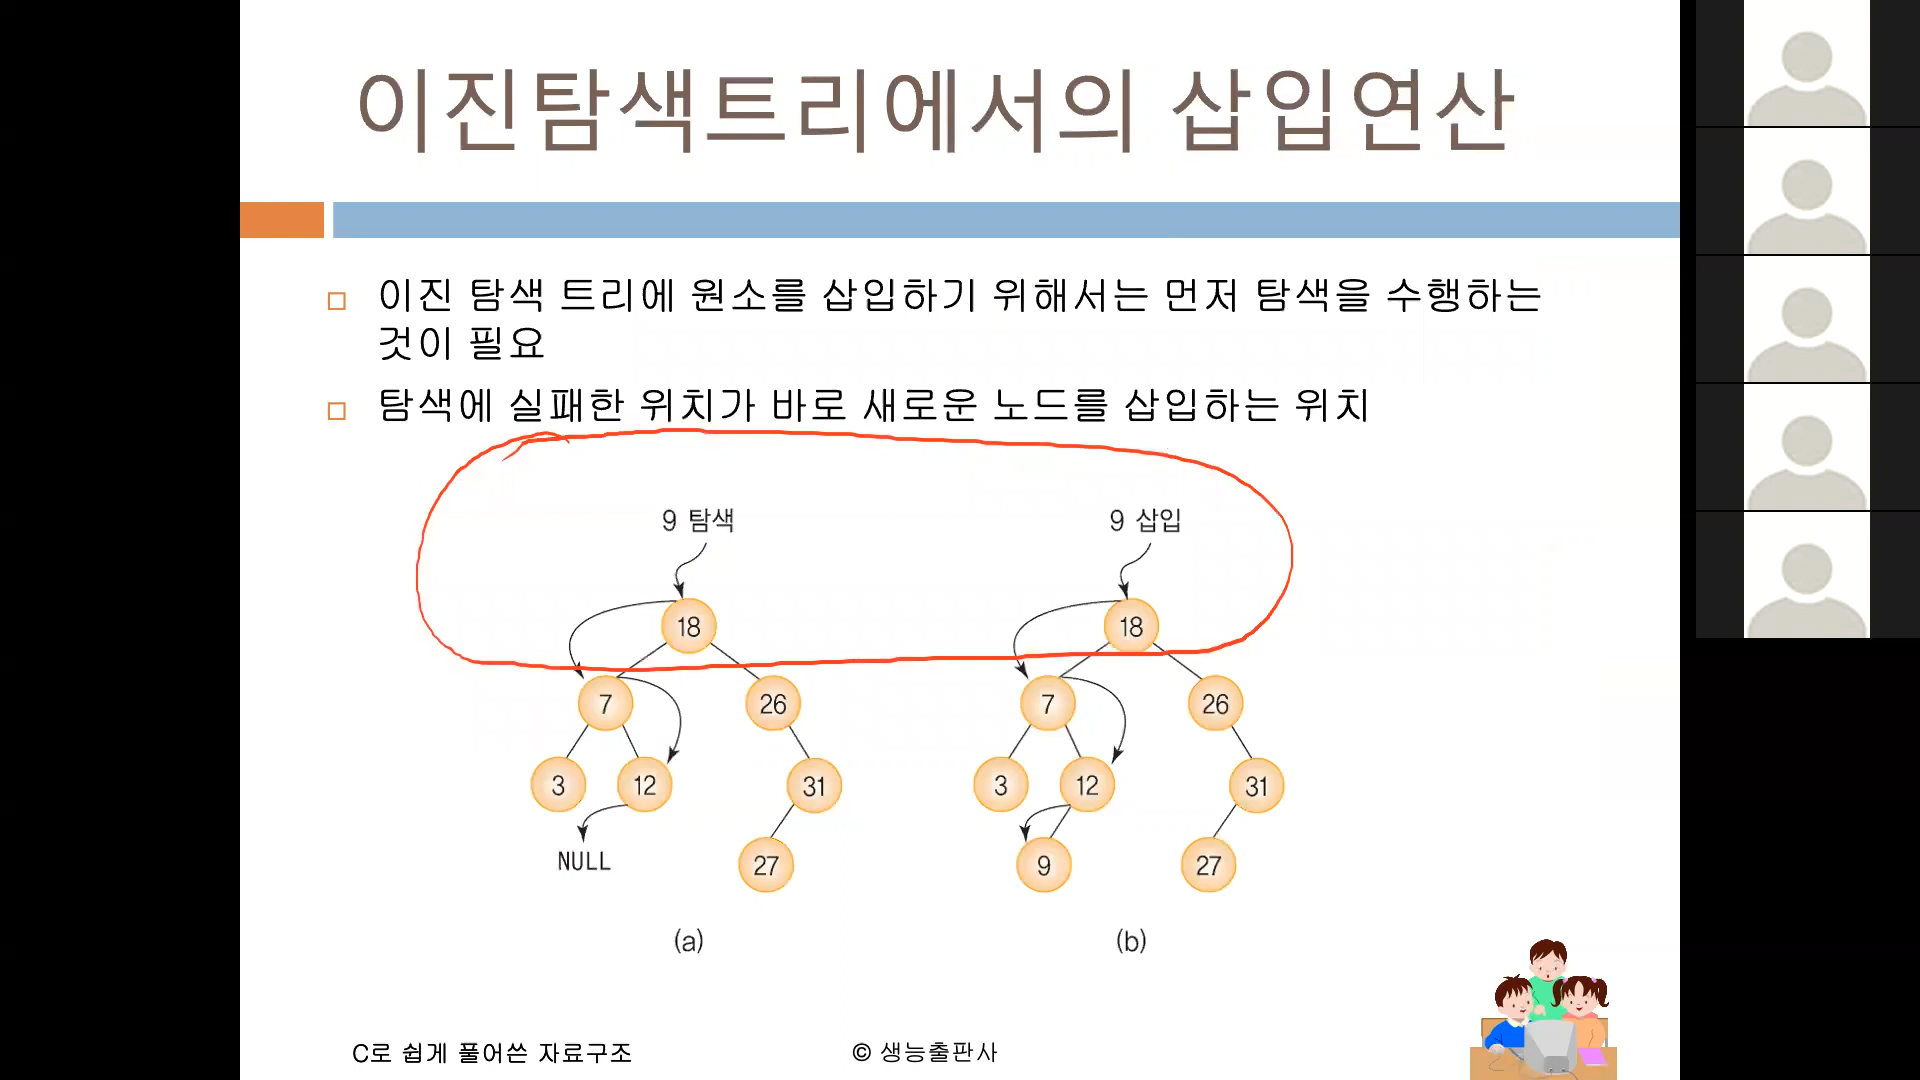 이진탐색트리에서의 삽입연산
이진 탐색 트리에 원소를 삽입하기 위해서는 먼저 탐색을 수행하는
것이 필요
탐색에 실패한 위치가 바로 새로운 노드를 삽입하는 위치
9 탐색
18
7
26
3
12
31
NULL
27
(a)
9 삽입
18
7
26
3
12
31
9
27
(b)
C로 쉽게 풀어쓴 자료구조
© 생능출판사